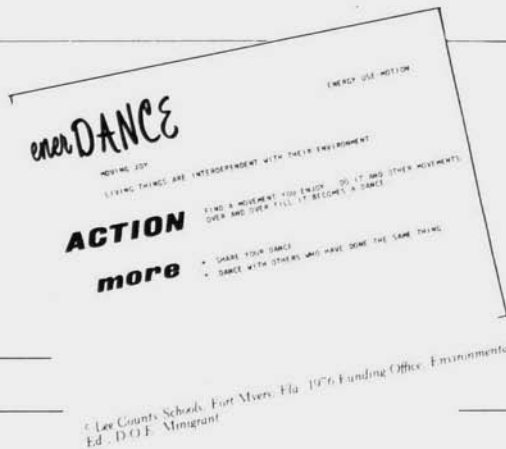 enerDANCE
ENERGY USE-MOTION
MOVING JOY
LIVING THINGS ARE INTERDEPENDENT WITH THEIR ENVIRONMENT
ACTION
FIND A MOVEMENT YOU ENJOY. DO IT AND OTHER MOVEMENTS
OVER AND OVER TILL IT BECOMES A DANCE.
more
• SHARE YOUR DANCE
• DANCE WITH OTHERS WHO HAVE DONE THE SAME THING
Lee County Schools, Fort Myers, Fla. 1976 Funding Office, Environmenta
Ed., D.O.E. Minigrant